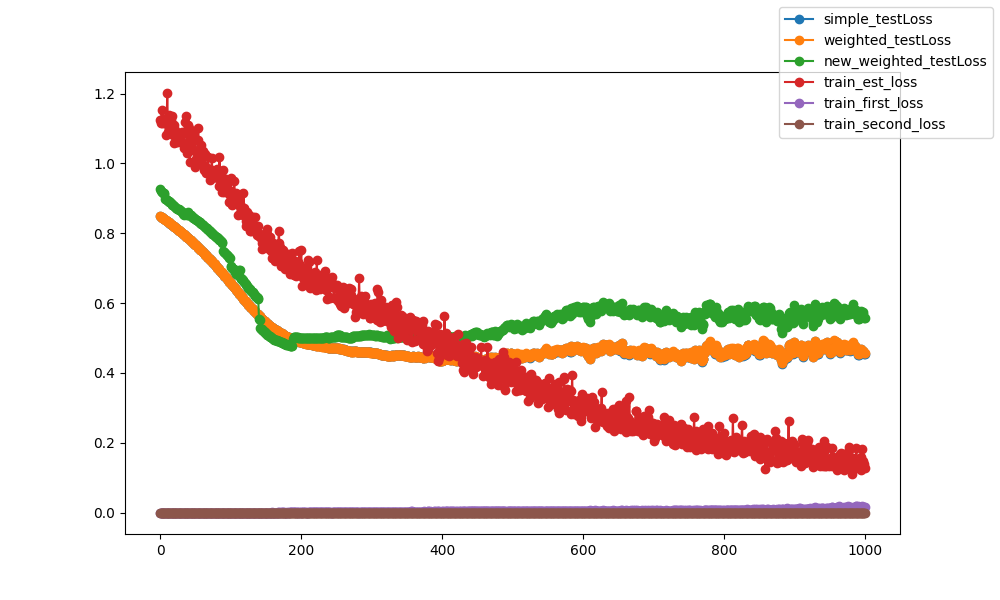 simple_testLoss
weighted_testLoss
new_weighted_testLoss
train_est_loss
train_first_loss
train_second_loss
1.2
1.0
0.8
0.6
0.4
0.2
0.0
0 200 400 600 800 1000